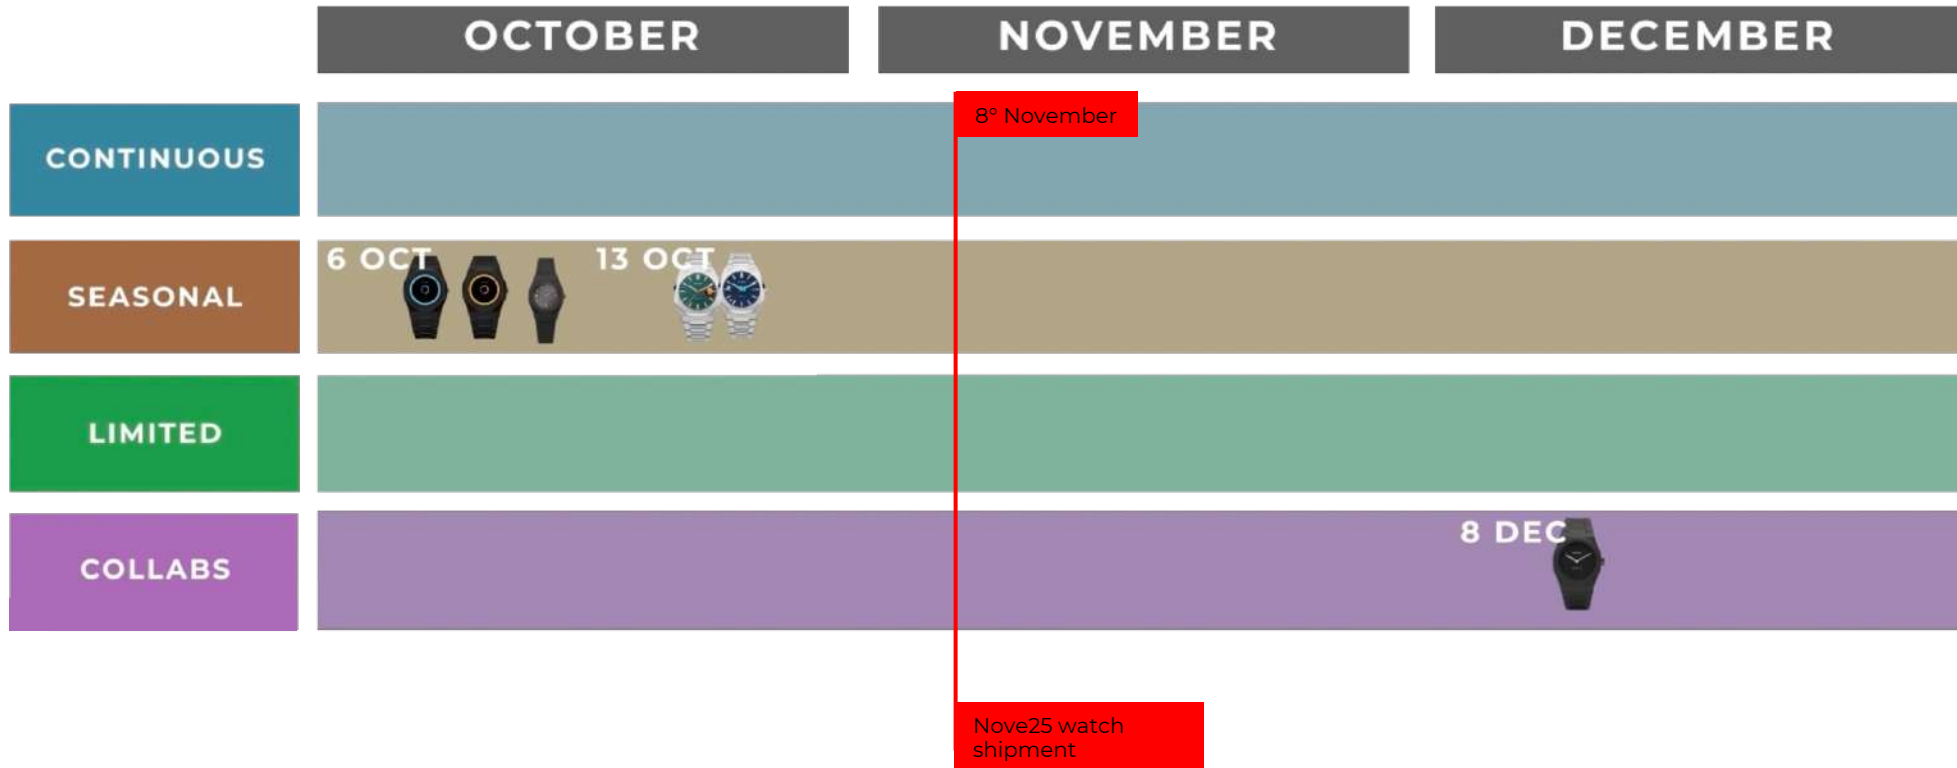 OCTOBER
NOVEMBER
DECEMBER
8° November
CONTINUOUS
6 OCT
13 OCT
SEASONAL
LIMITED
8 DEC
COLLABS
Nove25 watch
shipment